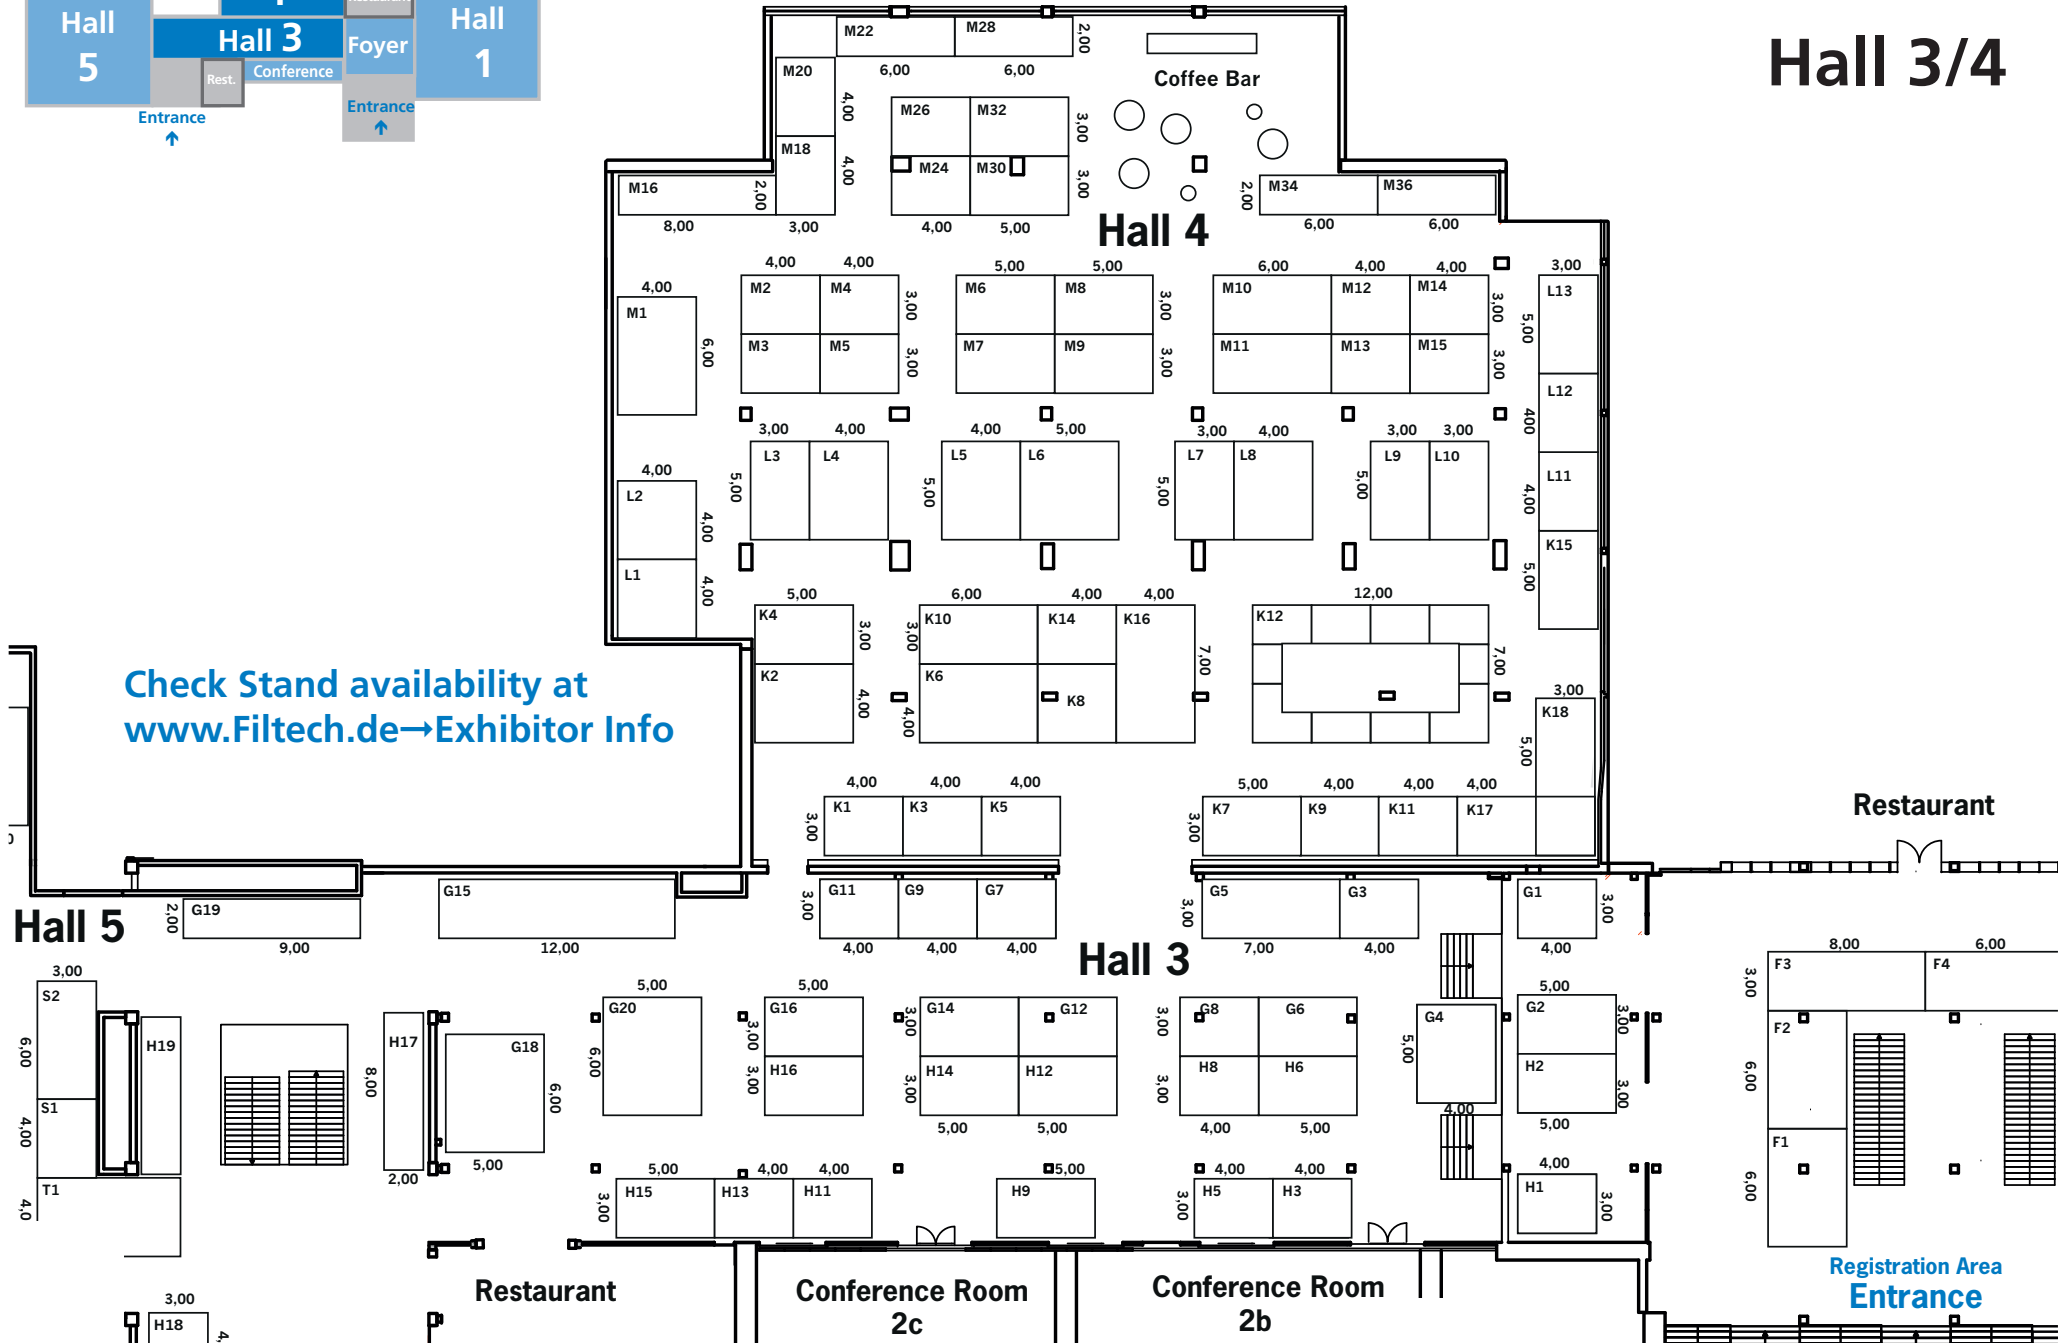 Hall 3/4
Hall
5
Hall 3
Foyer
Hall
1
Rest.
Conference
Entrance
Entrance
M22
M28
2,00
6,00
6,00
Coffee Bar
M20
4,00
M26
M32
3,00
M18
4,00
M24
M30
3,00
M16
2,00
8,00
3,00
4,00
5,00
2,00
M34
M36
6,00
6,00
Hall 4
4,00
4,00
4,00
5,00
5,00
6,00
4,00
4,00
3,00
M1
6,00
M2
M4
3,00
M6
M8
3,00
M10
M12
M14
3,00
L13
5,00
M3
M5
3,00
M7
M9
3,00
M11
M13
M15
3,00
L12
400
3,00
4,00
4,00
5,00
3,00
4,00
3,00
3,00
4,00
L2
4,00
5,00
L3
L4
5,00
L5
L6
5,00
L7
L8
5,00
L9
L10
L11
4,00
L1
4,00
K15
5,00
5,00
6,00
4,00
4,00
12,00
K4
3,00
3,00
K10
K14
K16
7,00
K12
7,00
K2
4,00
4,00
K6
K8
3,00
K18
5,00
Check Stand availability at
www.Filtech.de→Exhibitor Info
4,00
4,00
4,00
5,00
4,00
4,00
4,00
3,00
K1
K3
K5
3,00
K7
K9
K11
K17
Restaurant
Hall 5
2,00
G19
9,00
G15
12,00
3,00
G11
G9
G7
4,00
4,00
4,00
Hall 3
3,00
G5
G3
7,00
4,00
G1
3,00
4,00
8,00
6,00
3,00
F3
F4
3,00
S2
6,00
S1
4,00
T1
4,0
H19
H17
8,00
2,00
G18
6,00
5,00
5,00
G20
6,00
5,00
G16
3,00
H16
3,00
3,00
G14
G12
3,00
H14
H12
5,00
5,00
3,00
G8
G6
3,00
H8
H6
4,00
5,00
G4
5,00
4,00
5,00
G2
3,00
H2
3,00
5,00
F2
6,00
F1
6,00
5,00
4,00
4,00
3,00
H15
H13
H11
5,00
H9
4,00
4,00
3,00
H5
H3
4,00
H1
3,00
Restaurant
Conference Room
2c
Conference Room
2b
Registration Area
Entrance
3,00
H18